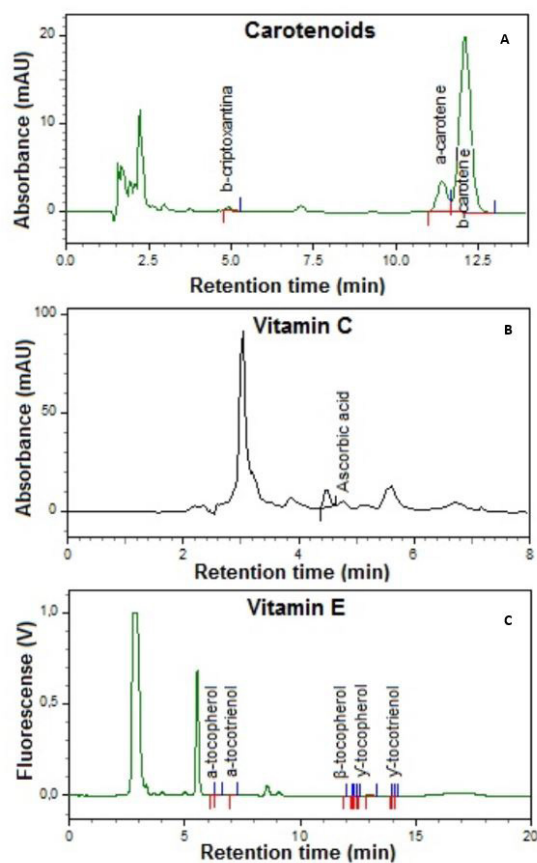 Carotenoids
A
Absorbance (mAU)
20
10
0
b-criptoxantina
a-carotene
b-carotene
0.0 2.5 5.0 7.5 10.0 12.5
Retention time (min)
Vitamin C
B
Absorbance (mAU)
100
50
0
Ascorbic acid
0 2 4 6 8
Retention time (min)
Vitamin E
C
Fluorescense (V)
1,0
0,5
0,0
a-tocopherol
a-tocotrienol
β-tocopherol
γ-tocopherol
γ-tocotrienol
0 5 10 15 20
Retention time (min)